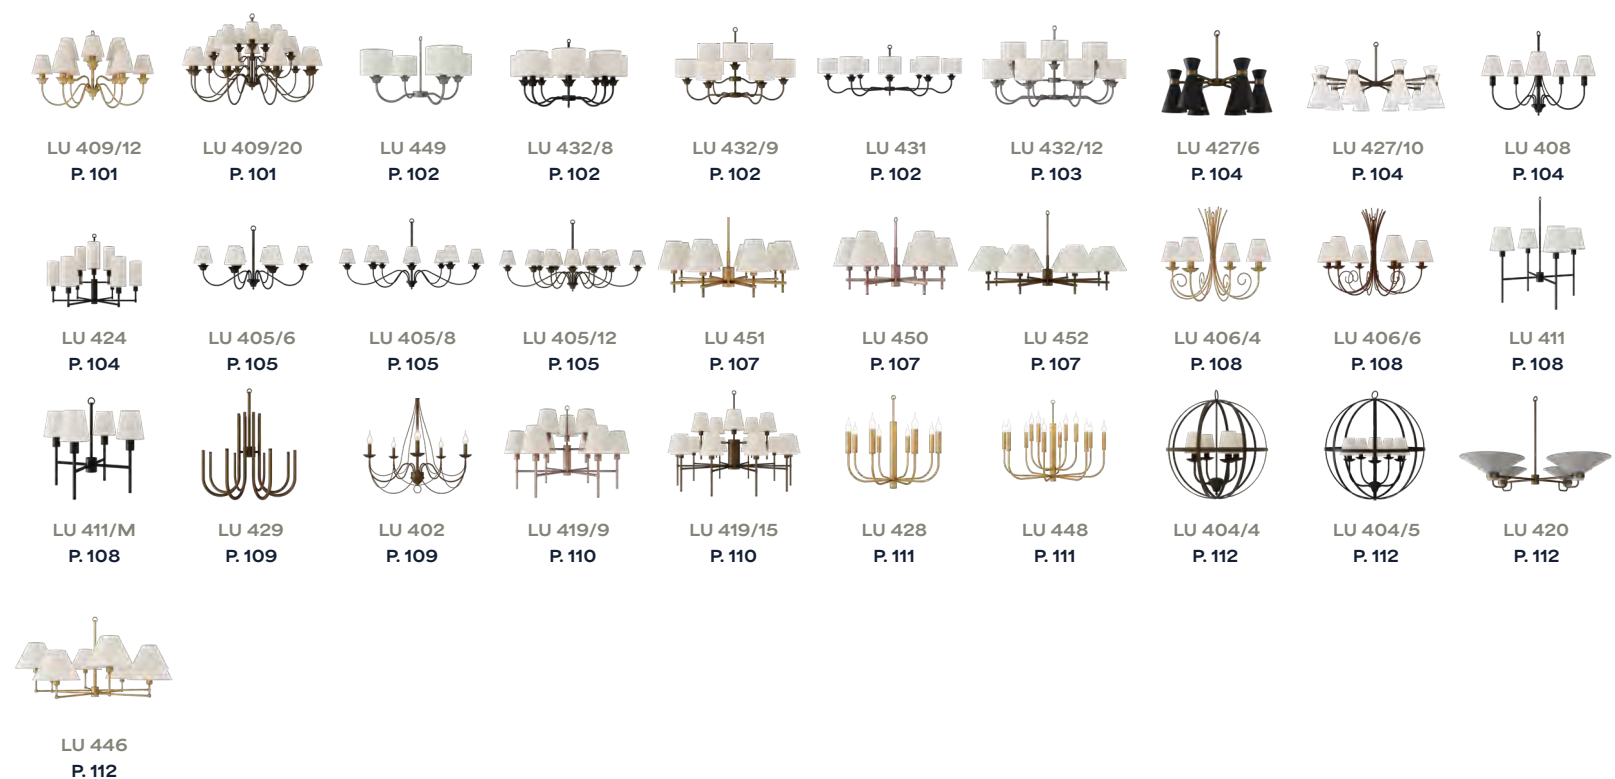 LU 409/12
P. 101
LU 409/20
P. 101
LU 449
P. 102
LU 432/8
P. 102
LU 432/9
P. 102
LU 431
P. 102
LU 432/12
P. 103
LU 427/6
P. 104
LU 427/10
P. 104
LU 408
P. 104
LU 424
P. 104
LU 405/6
P. 105
LU 405/8
P. 105
LU 405/12
P. 105
LU 451
P. 107
LU 450
P. 107
LU 452
P. 107
LU 406/4
P. 108
LU 406/6
P. 108
LU 411
P. 108
LU 411/M
P. 108
LU 429
P. 109
LU 402
P. 109
LU 419/9
P. 110
LU 419/15
P. 110
LU 428
P. 111
LU 448
P. 111
LU 404/4
P. 112
LU 404/5
P. 112
LU 420
P. 112
LU 446
P. 112